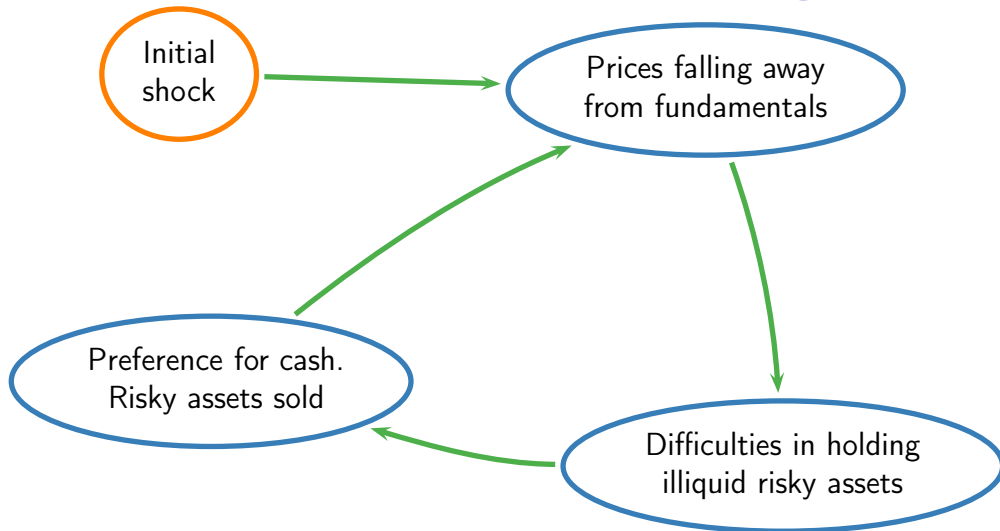 Initial
shock
Prices falling away
from fundamentals
Preference for cash.
Risky assets sold
Difficulties in holding
illiquid risky assets